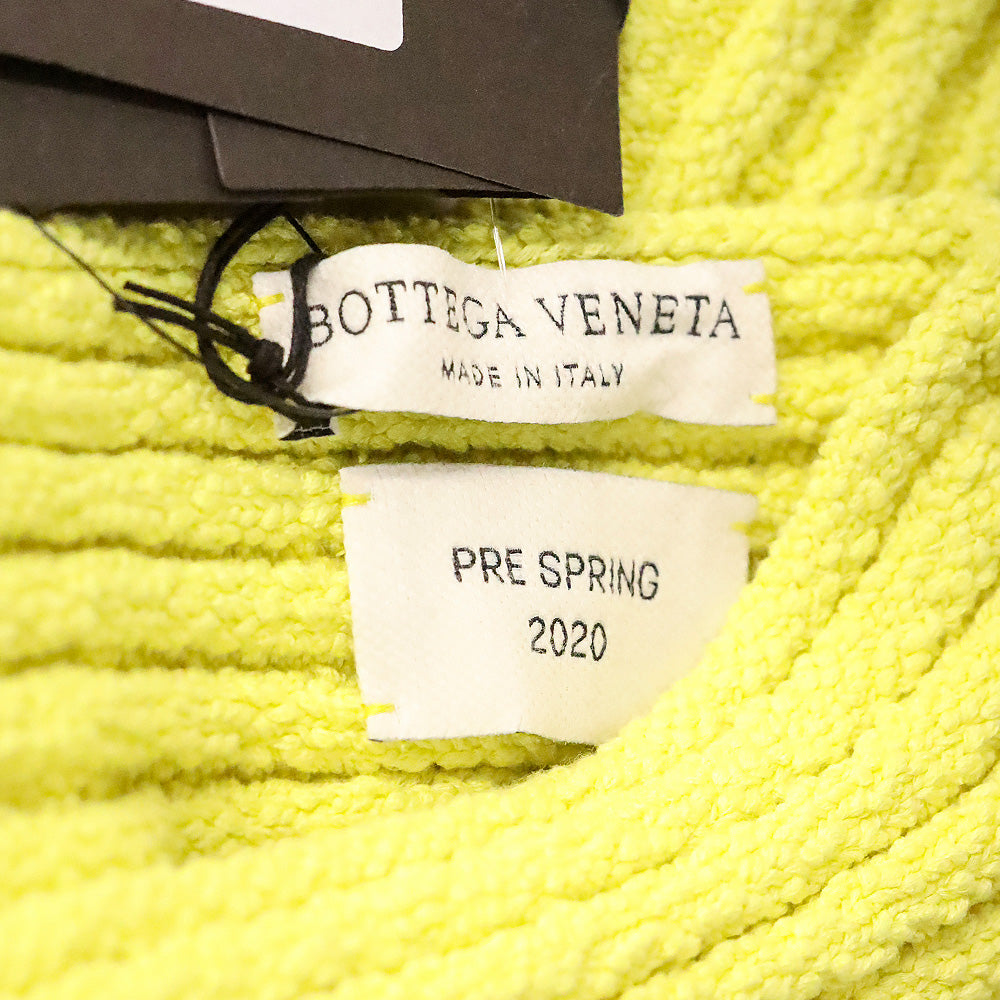 BOTTEGA VENETA
MADE IN ITALY
PRE SPRING
2020